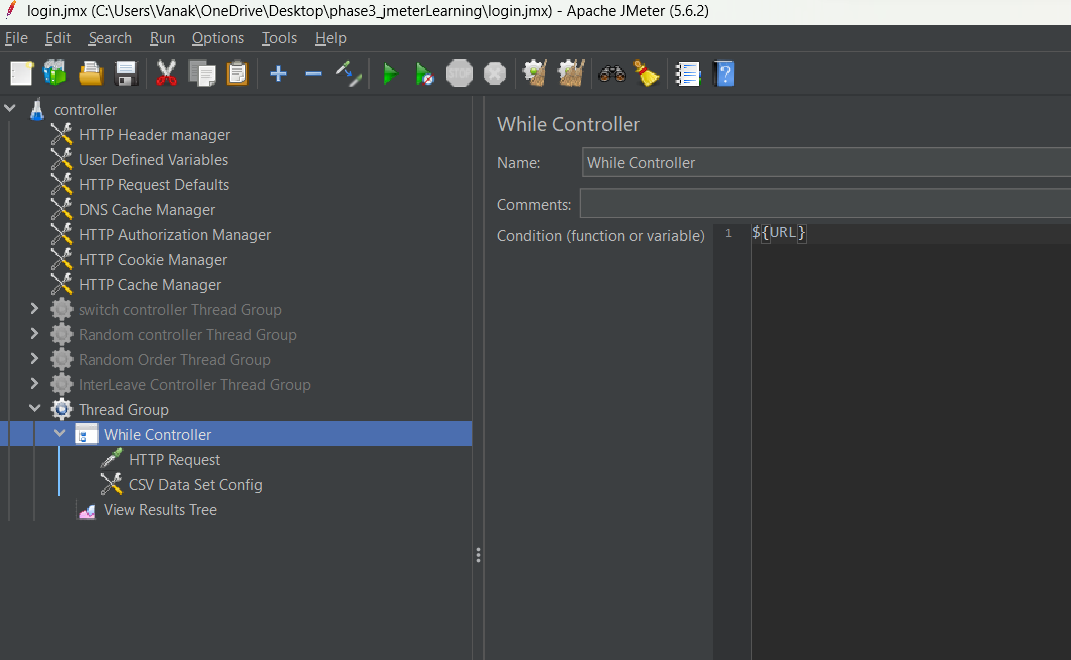 login.jmx (C:\Users\Vanak\OneDrive\Desktop\phase3_jmeterLearning\login.jmx) - Apache JMeter (5.6.2)
File Edit Search Run Options Tools Help
STOP
controller
HTTP Header manager
User Defined Variables
HTTP Request Defaults
DNS Cache Manager
HTTP Authorization Manager
HTTP Cookie Manager
HTTP Cache Manager
switch controller Thread Group
Random controller Thread Group
Random Order Thread Group
InterLeave Controller Thread Group
Thread Group
While Controller
HTTP Request
CSV Data Set Config
View Results Tree
While Controller
Name: While Controller
Comments:
Condition (function or variable) 1 ${URL}